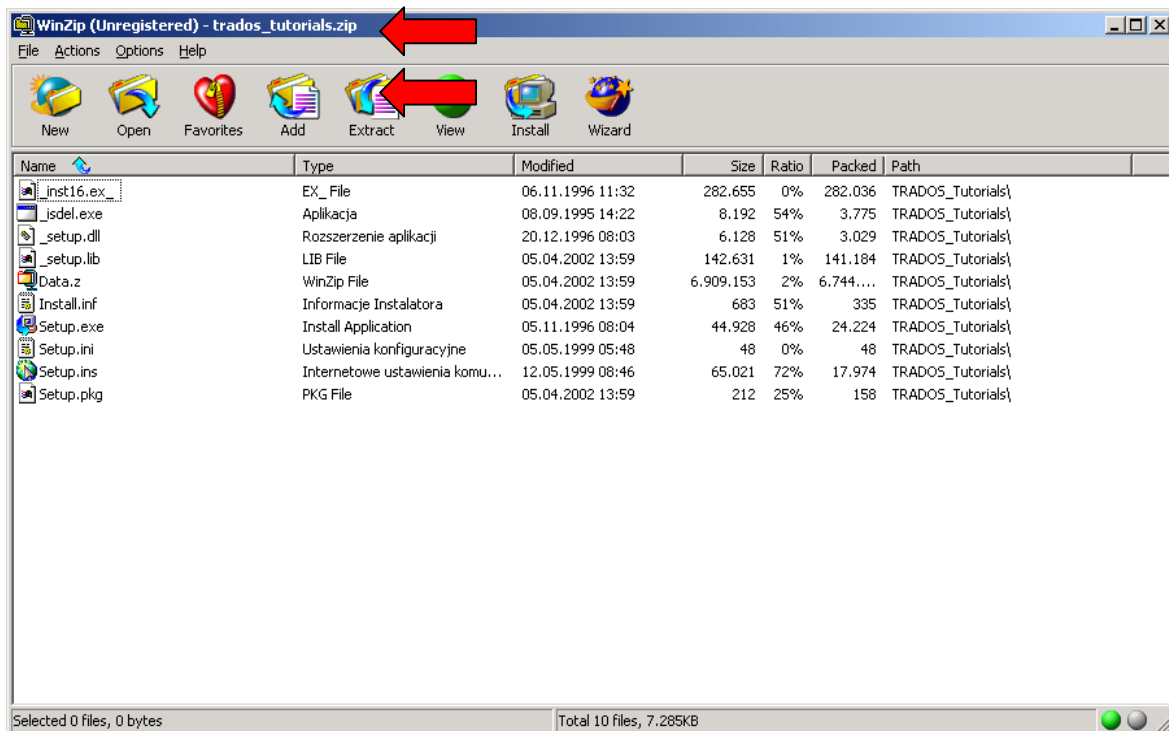 WinZip (Unregistered) - trados_tutorials.zip
File Actions Options Help
New Open Favorites Add Extract View Install Wizard
Name Type Modified Size Ratio Packed Path
_inst16.ex_ EX_ File 06.11.1996 11:32 282.655 0% 282.036 TRADOS_Tutorials\
_isdel.exe Aplikacja 08.09.1995 14:22 8.192 54% 3.775 TRADOS_Tutorials\
_setup.dll Rozszerzenie aplikacji 20.12.1996 08:03 6.128 51% 3.029 TRADOS_Tutorials\
_setup.lib LIB File 05.04.2002 13:59 142.631 1% 141.184 TRADOS_Tutorials\
Data.z WinZip File 05.04.2002 13:59 6.909.153 2% 6.744.... TRADOS_Tutorials\
Install.inf Informacje Instalatora 05.04.2002 13:59 683 51% 335 TRADOS_Tutorials\
Setup.exe Install Application 05.11.1996 08:04 44.928 46% 24.224 TRADOS_Tutorials\
Setup.ini Ustawienia konfiguracyjne 05.05.1999 05:48 48 0% 48 TRADOS_Tutorials\
Setup.ins Internetowe ustawienia komu... 12.05.1999 08:46 65.021 72% 17.974 TRADOS_Tutorials\
Setup.pkg PKG File 05.04.2002 13:59 212 25% 158 TRADOS_Tutorials\
Selected 0 files, 0 bytes Total 10 files, 7.285KB